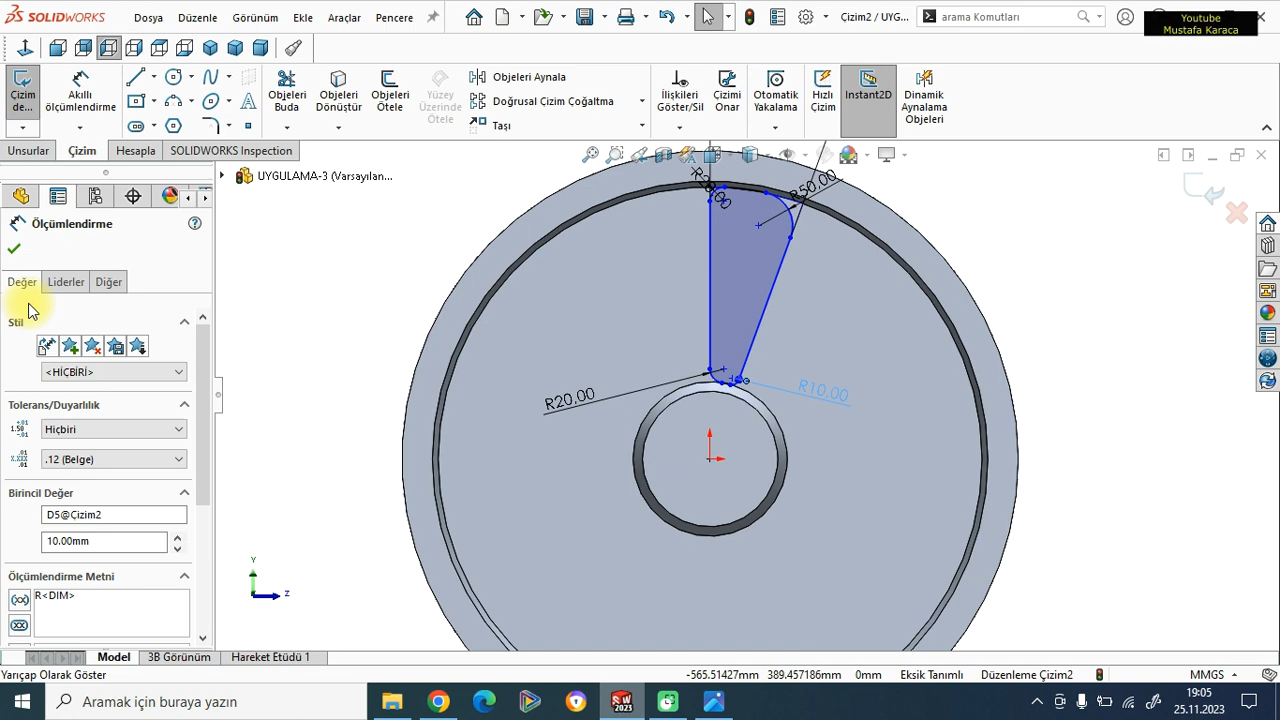 SOLIDWORKS
Dosya
Düzenle
Görünüm
Ekle
Araçlar
Pencere
Çizim2 / UYG...
arama Komutları
Youtube
Mustafa Karaca
Çizim
de...
Akıllı
ölçümlendirme
Objeleri
Buda
Objeleri
Dönüştür
Objeleri
Ötele
Yüzey
Üzerinde
Ötele
Objeleri Aynala
Doğrusal Çizim Çoğaltma
Taşı
İlişkileri
Göster/Sil
Çizimi
Onar
Otomatik
Yakalama
Hızlı
Çizim
Instant2D
Dinamik
Aynalama
Objeleri
Unsurlar
Çizim
Hesapla
SOLIDWORKS Inspection
UYGULAMA-3 (Varsayılan...
Ölçümlendirme
Değer
Liderler
Diğer
Stil
<HİÇBİRİ>
Tolerans/Duyarlılık
Hiçbiri
.12 (Belge)
Birincil Değer
D5@Çizim2
10.00mm
Ölçümlendirme Metni
R<DIM>
R50,00
R20,00
R10,00
Y
Z
Model
3B Görünüm
Hareket Etüdü 1
Yarıçap Olarak Göster
-565.51427mm
389.457186mm
0mm
Eksik Tanımlı
Düzenleme Çizim2
MMGS
Aramak için buraya yazın
19:05
25.11.2023